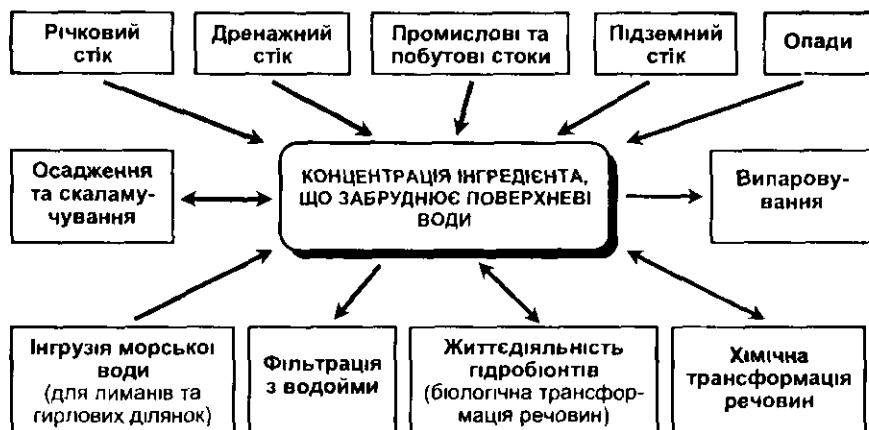 Річковий
стік
Дренажний
стік
Промислові та
побутові стоки
Підземний
стік
Опади
Осадження
та скаламу-
чування
КОНЦЕНТРАЦІЯ ІНГРЕДІЄНТА,
ЩО ЗАБРУДНЮЄ ПОВЕРХНЕВІ
ВОДИ
Випарову-
вання
Інгрузія морської
води
(для лиманів та
гирлових ділянок)
Фільтрація
з водойми
Життєдіяльність
гідробіонтів
(біологічна трансфор-
мація речовин)
Хімічна
трансформація
речовин